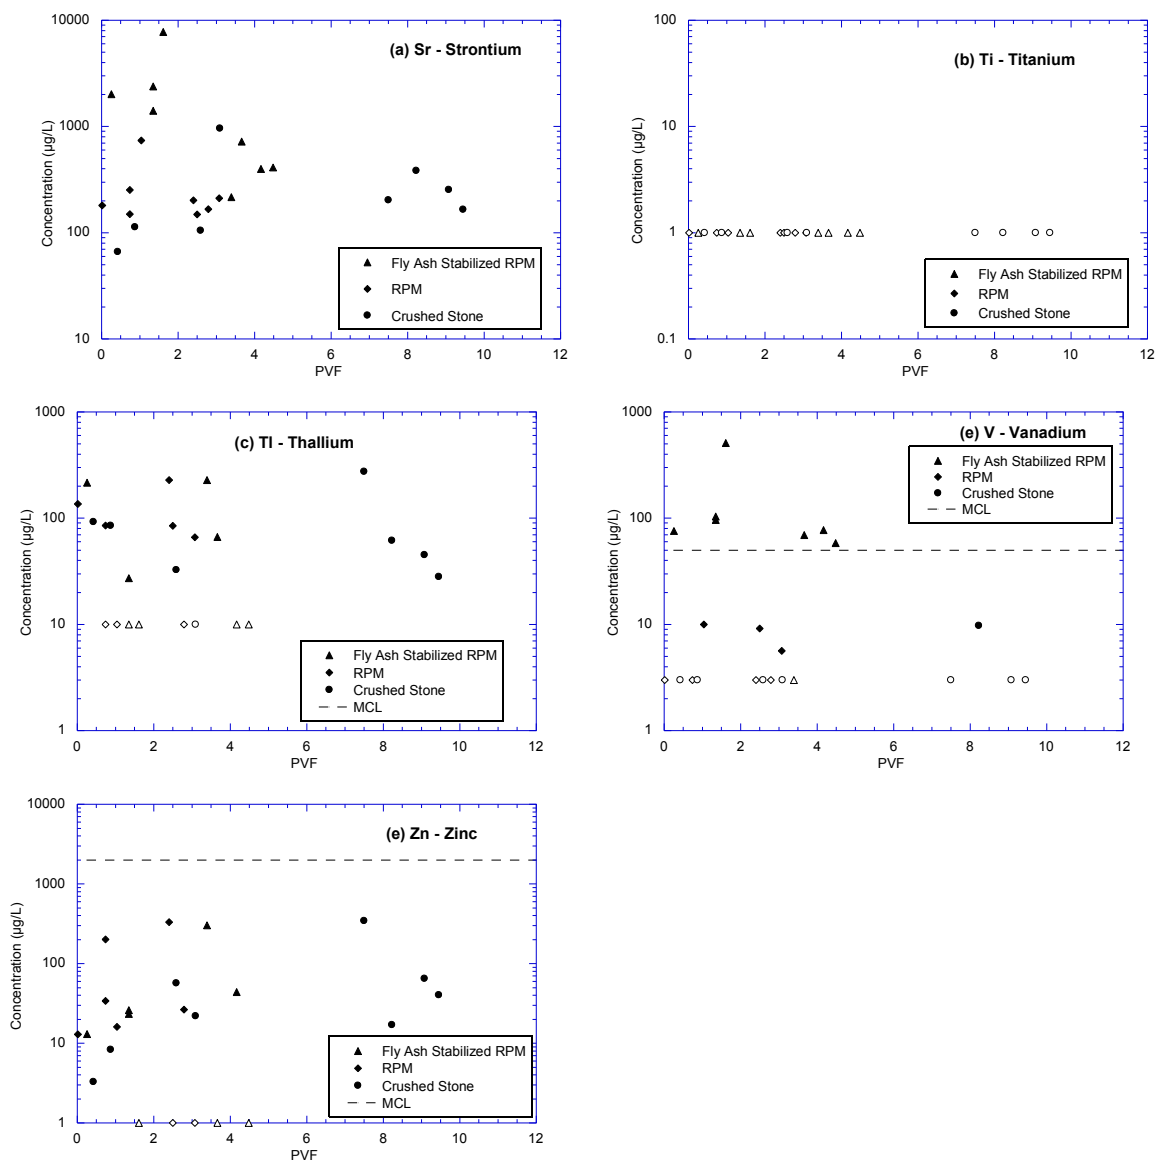 (a) Sr - Strontium
Concentration (µg/L)
10000
1000
100
10
Fly Ash Stabilized RPM
RPM
Crushed Stone
0 2 4 6 8 10 12
PVF
(b) Ti - Titanium
Concentration (µg/L)
100
10
1
0.1
Fly Ash Stabilized RPM
RPM
Crushed Stone
0 2 4 6 8 10 12
PVF
(c) Tl - Thallium
Concentration (µg/L)
1000
100
10
1
Fly Ash Stabilized RPM
RPM
Crushed Stone
MCL
0 2 4 6 8 10 12
PVF
(e) V - Vanadium
Concentration (µg/L)
1000
100
10
1
Fly Ash Stabilized RPM
RPM
Crushed Stone
MCL
0 2 4 6 8 10 12
PVF
(e) Zn - Zinc
Concentration (µg/L)
10000
1000
100
10
1
Fly Ash Stabilized RPM
RPM
Crushed Stone
MCL
0 2 4 6 8 10 12
PVF